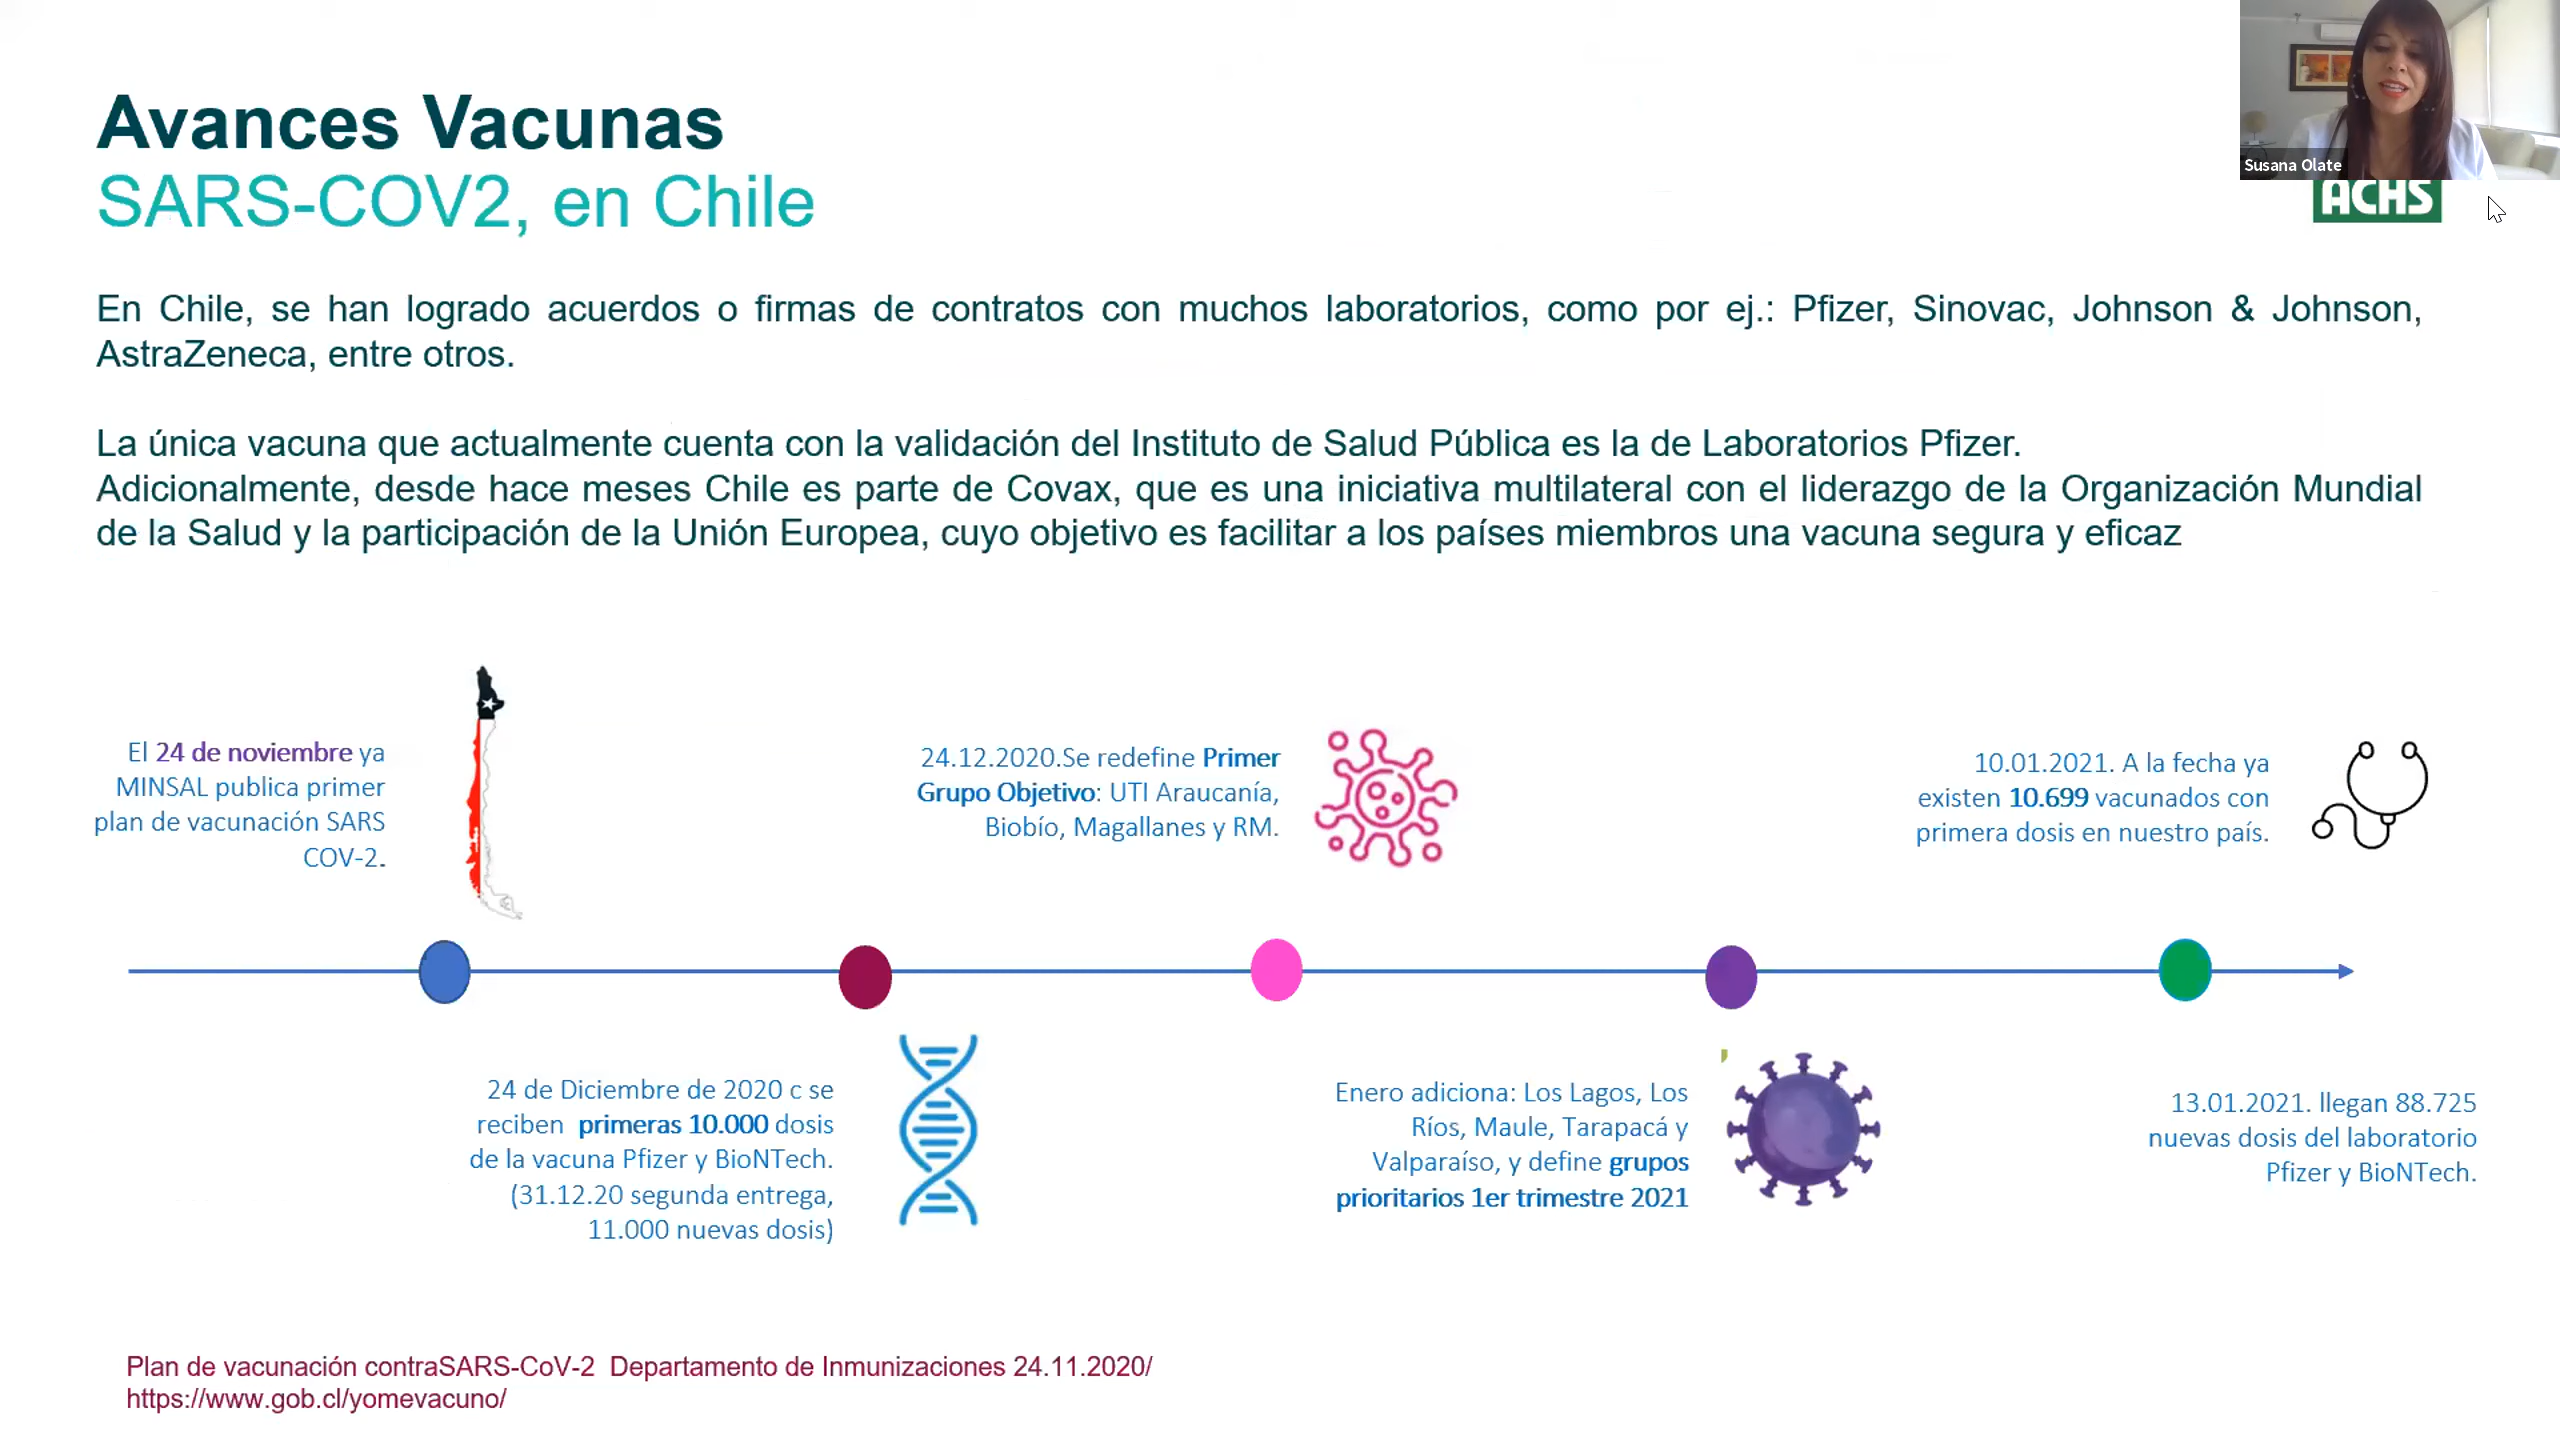 Susana Olate
ACHS
Avances Vacunas
SARS-COV2, en Chile
En Chile, se han logrado acuerdos o firmas de contratos con muchos laboratorios, como por ej.: Pfizer, Sinovac, Johnson & Johnson,
AstraZeneca, entre otros.
La única vacuna que actualmente cuenta con la validación del Instituto de Salud Pública es la de Laboratorios Pfizer.
Adicionalmente, desde hace meses Chile es parte de Covax, que es una iniciativa multilateral con el liderazgo de la Organización Mundial
de la Salud y la participación de la Unión Europea, cuyo objetivo es facilitar a los países miembros una vacuna segura y eficaz
El 24 de noviembre ya
MINSAL publica primer
plan de vacunación SARS
COV-2.
24 de Diciembre de 2020 c se
reciben primeras 10.000 dosis
de la vacuna Pfizer y BioNTech.
(31.12.20 segunda entrega,
11.000 nuevas dosis)
24.12.2020.Se redefine Primer
Grupo Objetivo: UTI Araucanía,
Biobío, Magallanes y RM.
Enero adiciona: Los Lagos, Los
Ríos, Maule, Tarapacá y
Valparaíso, y define grupos
prioritarios 1er trimestre 2021
10.01.2021. A la fecha ya
existen 10.699 vacunados con
primera dosis en nuestro país.
13.01.2021. llegan 88.725
nuevas dosis del laboratorio
Pfizer y BioNTech.
Plan de vacunación contraSARS-CoV-2 Departamento de Inmunizaciones 24.11.2020/
https://www.gob.cl/yomevacuno/